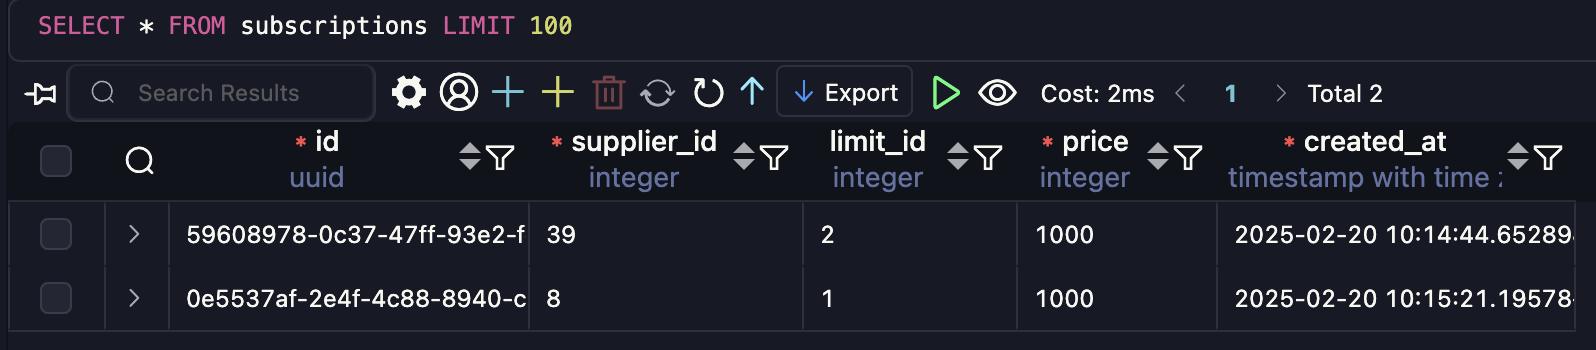 SELECT * FROM subscriptions LIMIT 100
Search Results Export Cost: 2ms 1 Total 2
* id * supplier_id limit_id * price * created_at
uuid integer integer integer timestamp with time
59608978-0c37-47ff-93e2-f 39 2 1000 2025-02-20 10:14:44.65289
0e5537af-2e4f-4c88-8940-c 8 1 1000 2025-02-20 10:15:21.19578